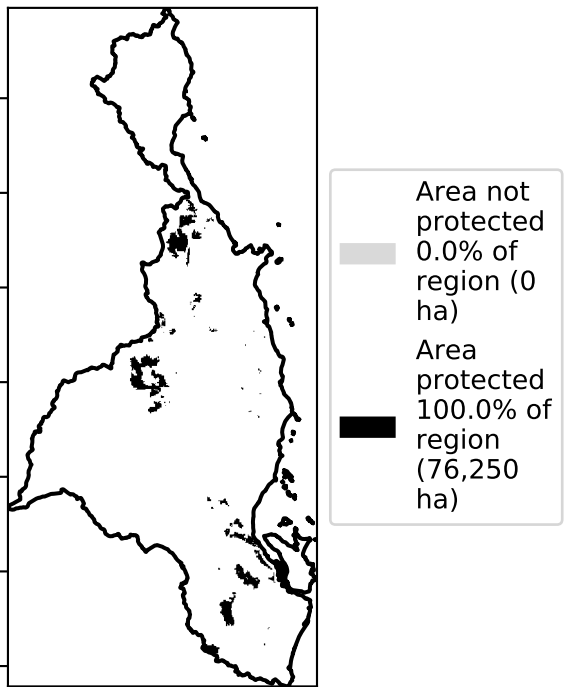 Area not
protected
0.0% of
region (0
ha)
Area
protected
100.0% of
region
(76,250
ha)